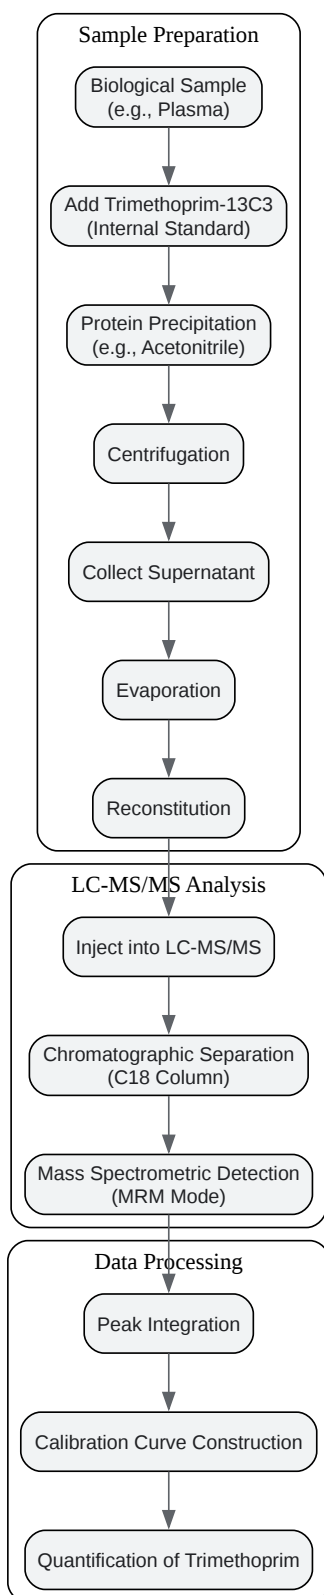 Sample Preparation
Biological Sample
(e.g., Plasma)
Add Trimethoprim-13C3
(Internal Standard)
Protein Precipitation
(e.g., Acetonitrile)
Centrifugation
Collect Supernatant
Evaporation
Reconstitution
LC-MS/MS Analysis
Inject into LC-MS/MS
Chromatographic Separation
(C18 Column)
Mass Spectrometric Detection
(MRM Mode)
Data Processing
Peak Integration
Calibration Curve Construction
Quantification of Trimethoprim